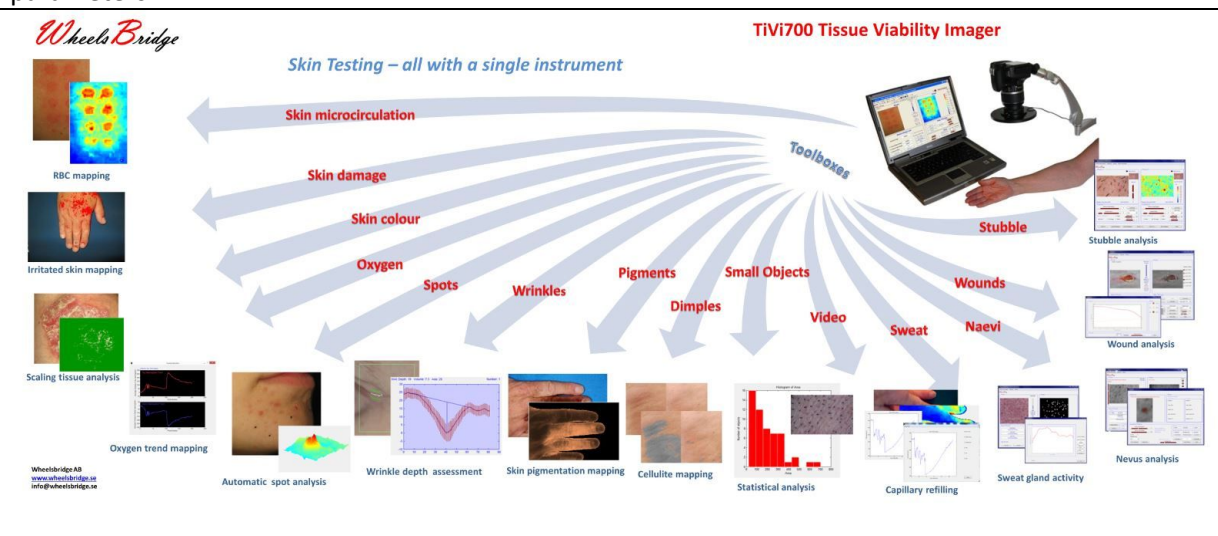 WheelsBridge
TiVi700 Tissue Viability Imager
Skin Testing – all with a single instrument
Toolboxes
Skin microcirculation
Skin damage
Skin colour
Oxygen
Spots
Wrinkles
Pigments
Dimples
Small Objects
Video
Sweat
Naevi
Wounds
Stubble
RBC mapping
Irritated skin mapping
Scaling tissue analysis
Oxygen trend mapping
Automatic spot analysis
Wrinkle depth assessment
Skin pigmentation mapping
Cellulite mapping
Statistical analysis
Capillary refilling
Sweat gland activity
Nevus analysis
Wound analysis
Stubble analysis
Wheelsbridge AB
www.wheelsbridge.se
info@wheelsbridge.se